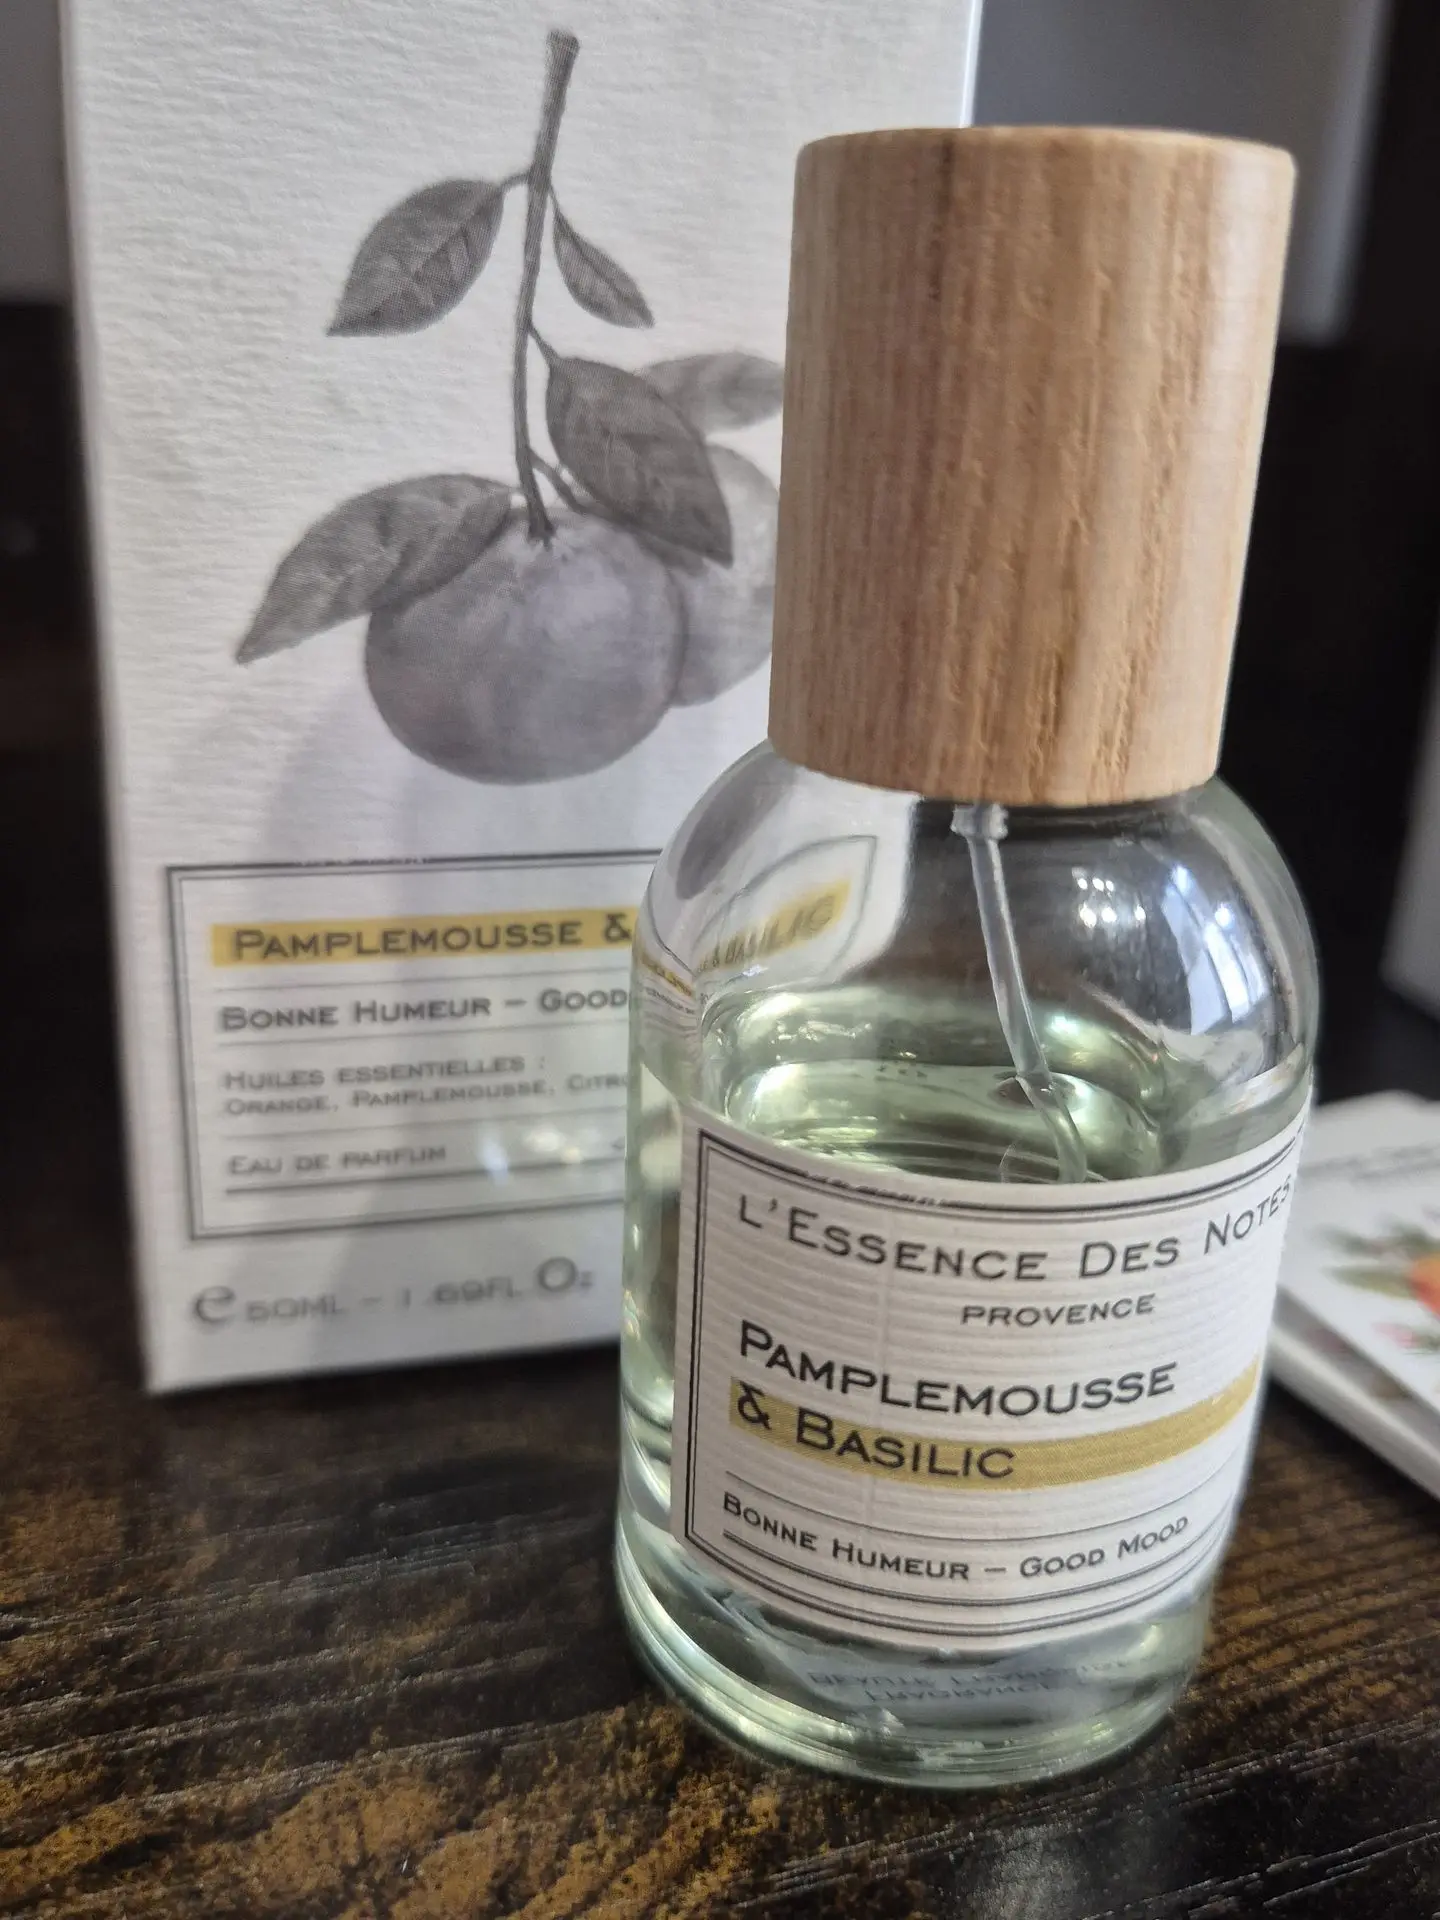 PAMPLEMOUSSE &
BONNE HUMEUR – GOOD
HUILES ESSENTIELLES :
ORANGE, PAMPLEMOUSSE,
EAU DE PARFUM
e 50ML – 1.69FL OZ
L'ESSENCE DES NOTES
PROVENCE
PAMPLEMOUSSE
& BASILIC
BONNE HUMEUR – GOOD MOOD